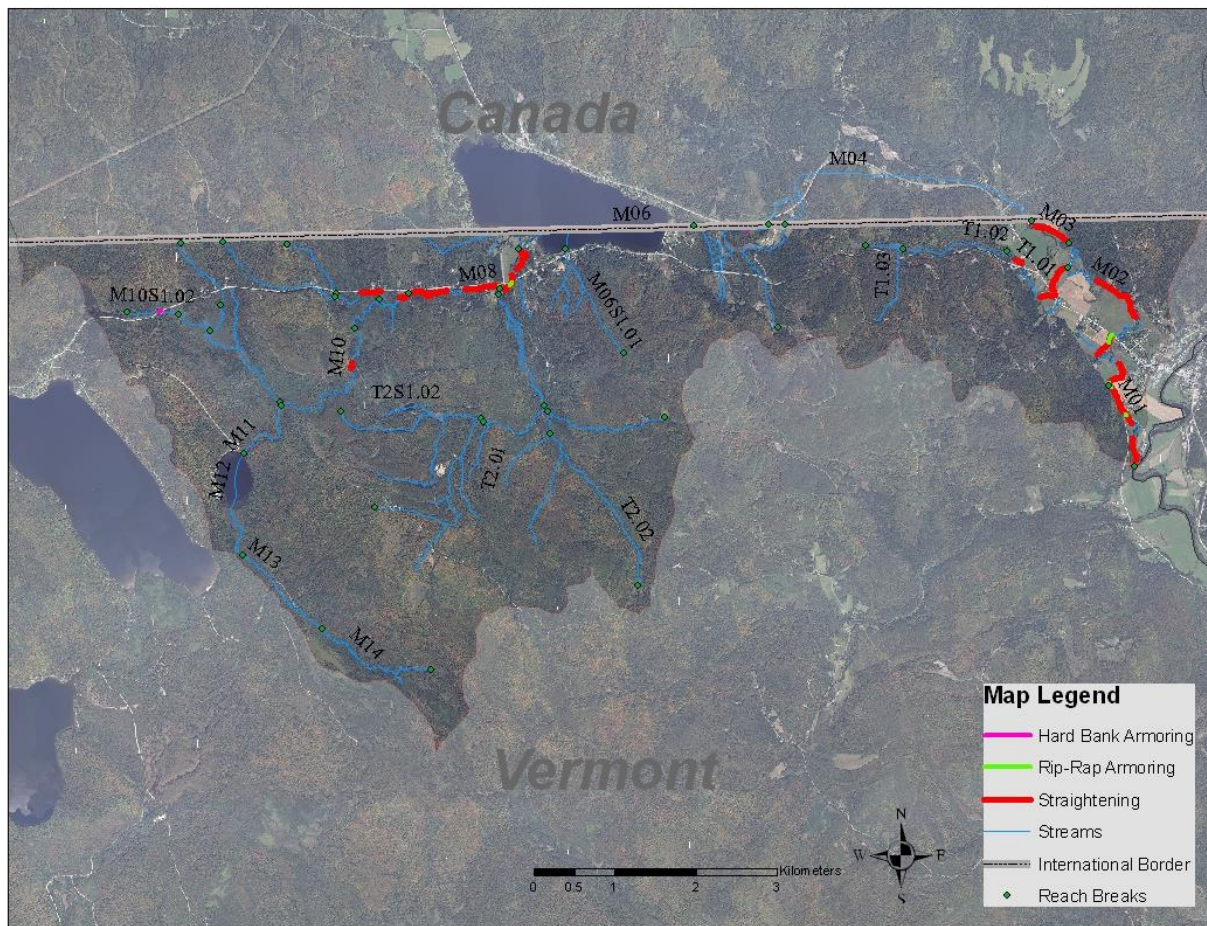 Canada
M04
M06
M03
T1.02
T1.01
M02
M08
T1.03
M10S1.02
M06S1.01
M10
T2S1.02
M01
M11
T2.01
M12
T2.02
M13
M14
Vermont
Map Legend
Hard Bank Armoring
Rip-Rap Armoring
Straightening
Streams
International Border
Reach Breaks
N
W E
S
Kilometers
0 0.5 1 2 3